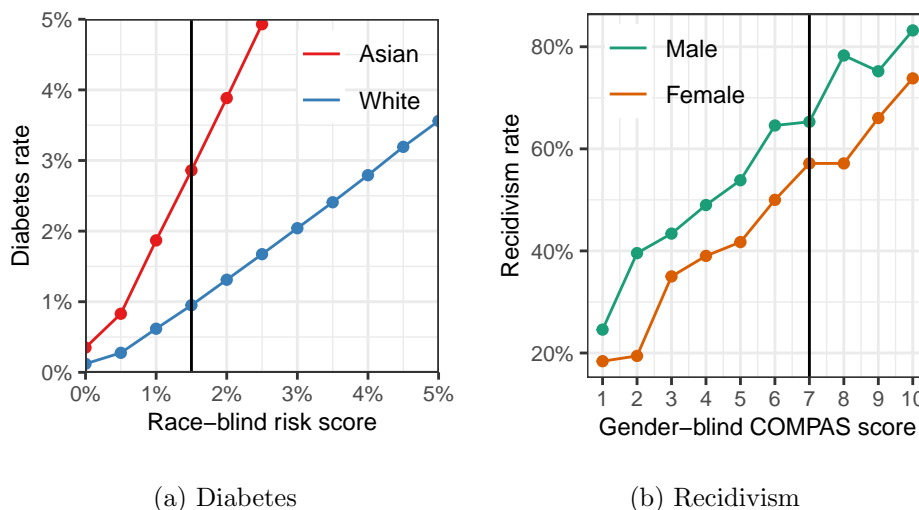 5%
4%
3%
2%
1%
0%
Diabetes rate
Asian
White
0% 1% 2% 3% 4% 5%
Race−blind risk score
(a) Diabetes
80%
60%
40%
20%
Recidivism rate
Male
Female
1 2 3 4 5 6 7 8 9 10
Gender−blind COMPAS score
(b) Recidivism